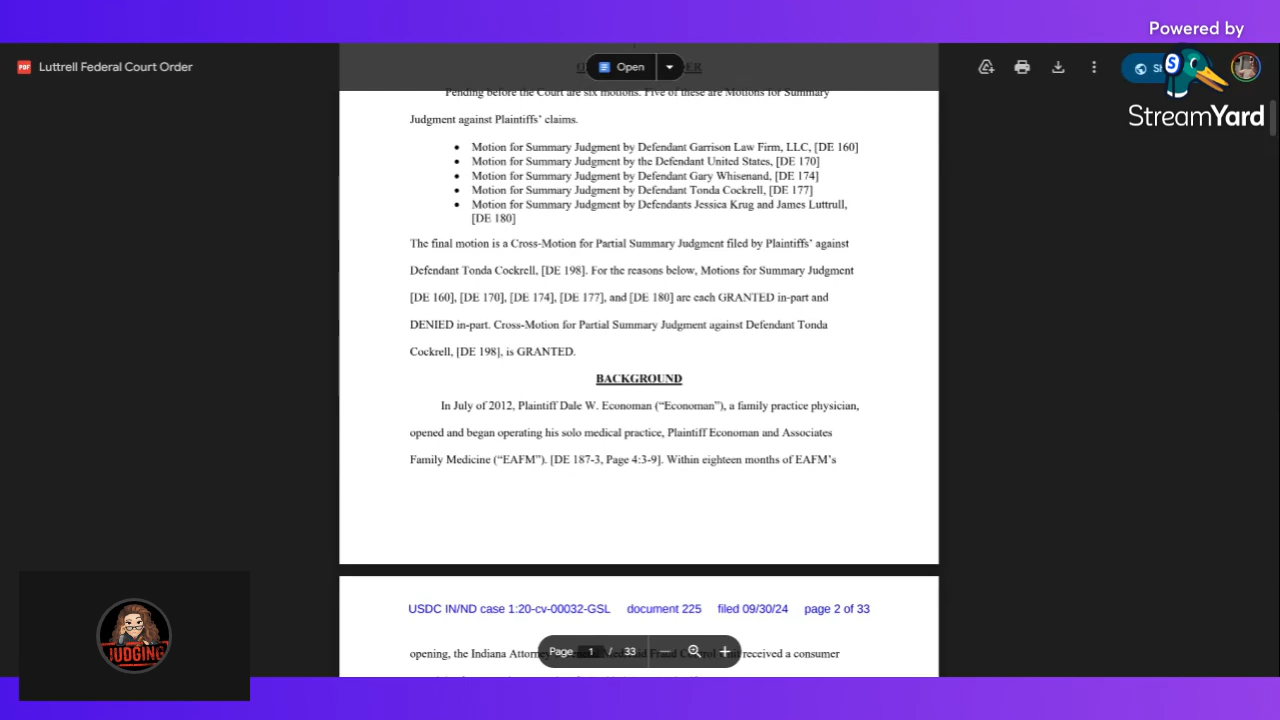 Powered by
StreamYard
Luttrell Federal Court Order
Open
Pending before the Court are six motions. Five of these are Motions for Summary
Judgment against Plaintiffs' claims.
• Motion for Summary Judgment by Defendant Garrison Law Firm, LLC, [DE 160]
• Motion for Summary Judgment by the Defendant United States, [DE 170]
• Motion for Summary Judgment by Defendant Gary Whisenand, [DE 174]
• Motion for Summary Judgment by Defendant Tonda Cockrell, [DE 177]
• Motion for Summary Judgment by Defendants Jessica Krug and James Luttrull,
[DE 180]
The final motion is a Cross-Motion for Partial Summary Judgment filed by Plaintiffs' against
Defendant Tonda Cockrell, [DE 198]. For the reasons below, Motions for Summary Judgment
[DE 160], [DE 170], [DE 174], [DE 177], and [DE 180] are each GRANTED in-part and
DENIED in-part. Cross-Motion for Partial Summary Judgment against Defendant Tonda
Cockrell, [DE 198], is GRANTED.
BACKGROUND
In July of 2012, Plaintiff Dale W. Economan ("Economan"), a family practice physician,
opened and began operating his solo medical practice, Plaintiff Economan and Associates
Family Medicine ("EAFM"). [DE 187-3, Page 4:3-9]. Within eighteen months of EAFM's
USDC IN/ND case 1:20-cv-00032-GSL document 225 filed 09/30/24 page 2 of 33
opening, the Indiana received a consumer
Page 1 / 33
JUDGING